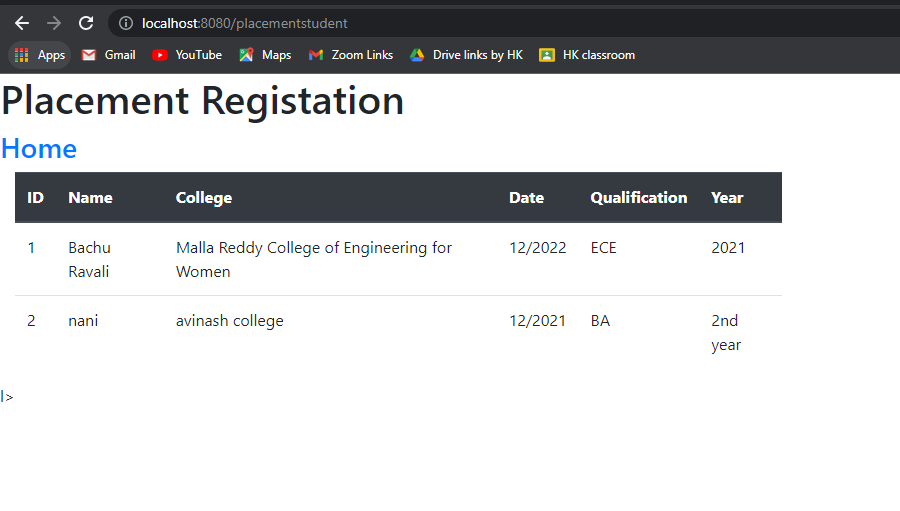 localhost:8080/placementstudent
Apps Gmail YouTube Maps Zoom Links Drive links by HK HK classroom
Placement Registation
Home
ID Name College Date Qualification Year
1 Bachu Malla Reddy College of Engineering for 12/2022 ECE 2021
Ravali Women
2 nani avinash college 12/2021 BA 2nd
year
l>